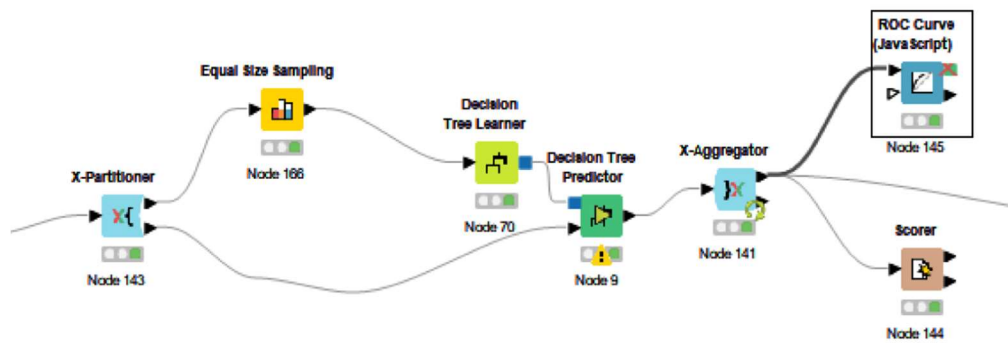 ROC Curve
(JavaScript)
Node 145
Equal Size Sampling
Node 166
Decision
Tree Learner
Node 70
Decision Tree
Predictor
Node 9
X-Aggregator
Node 141
X-Partitioner
Node 143
Scorer
Node 144